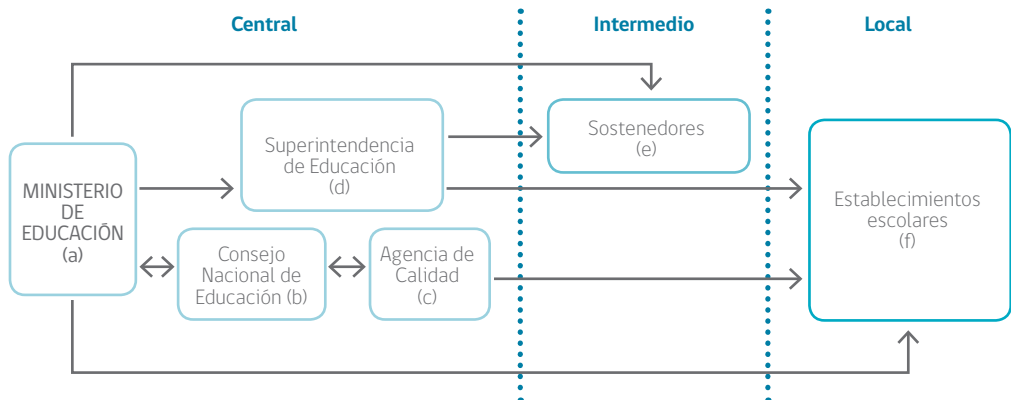 Central
Intermedio
Local
MINISTERIO
DE
EDUCACIÓN
(a)
Superintendencia
de Educación
(d)
Consejo
Nacional de
Educación (b)
Agencia de
Calidad
(c)
Sostenedores
(e)
Establecimientos
escolares
(f)